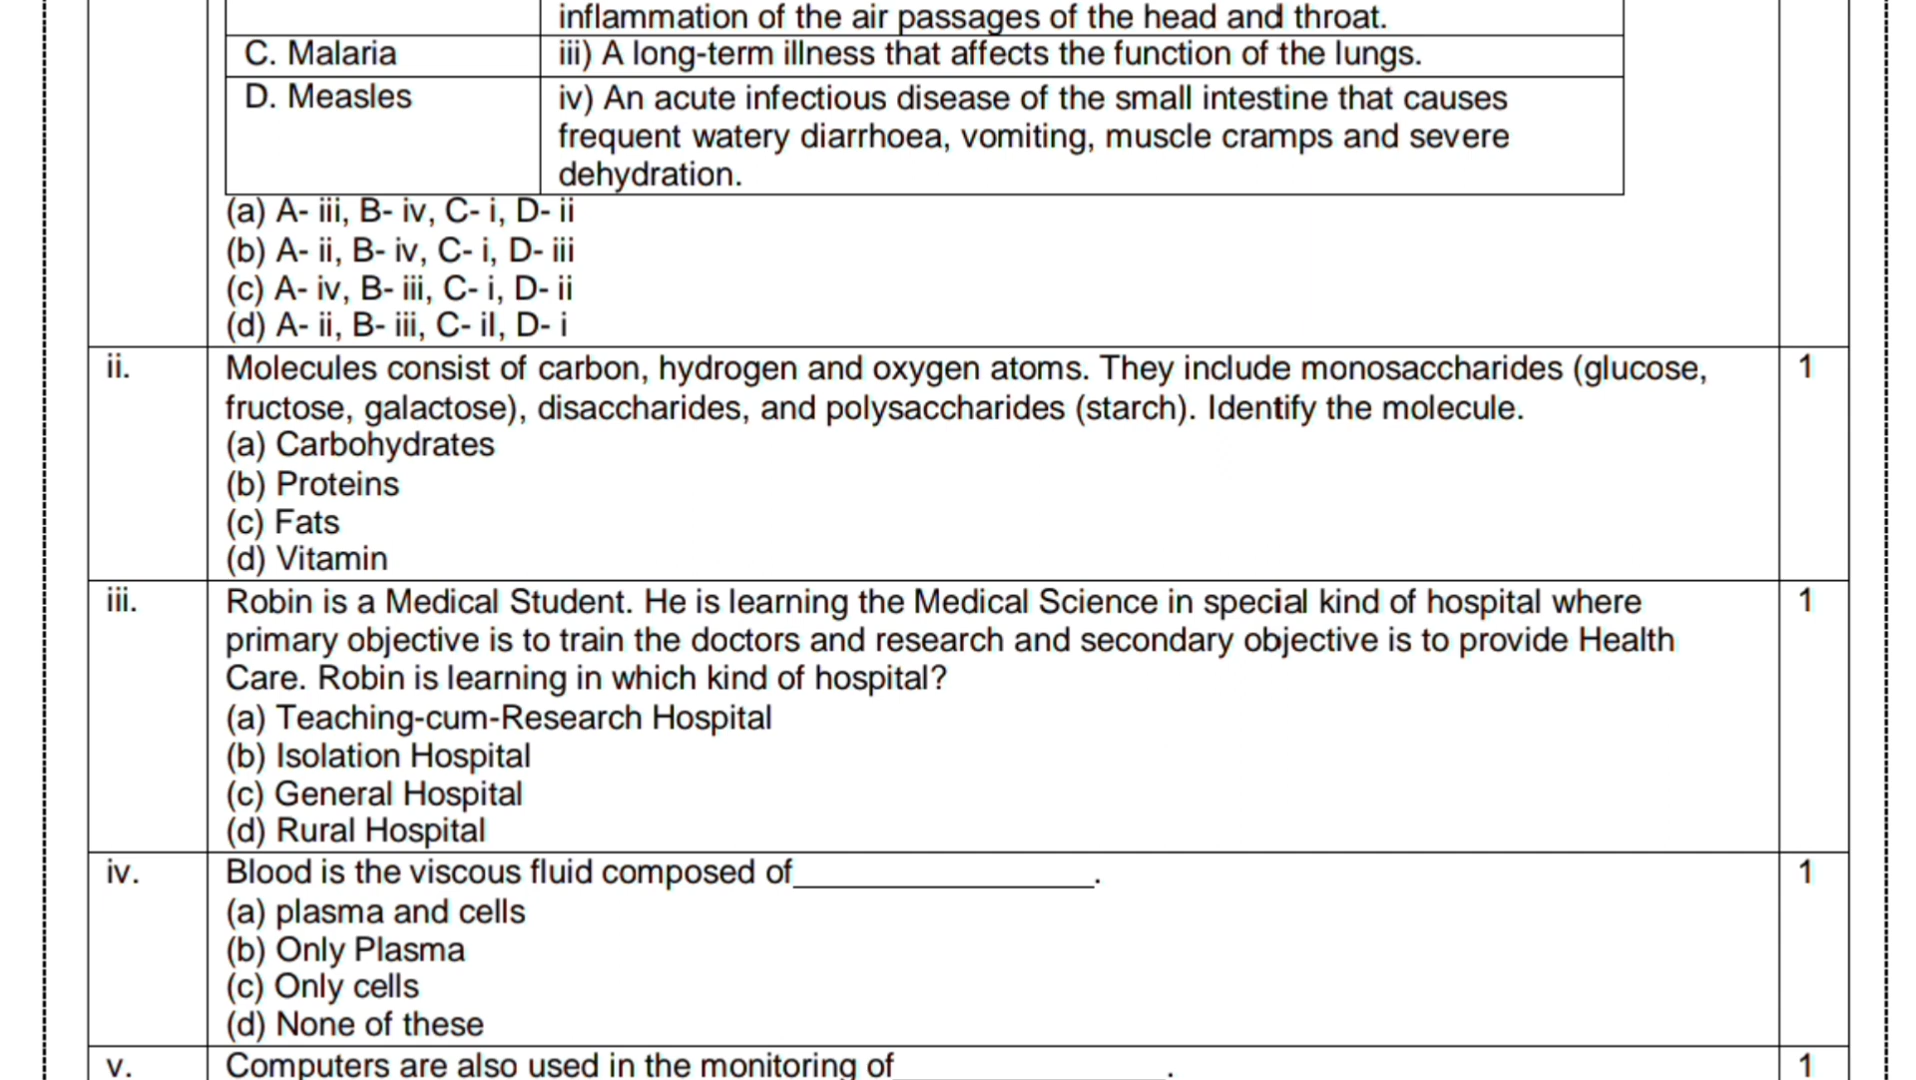 inflammation of the air passages of the head and throat.
C. Malaria
iii) A long-term illness that affects the function of the lungs.
D. Measles
iv) An acute infectious disease of the small intestine that causes
frequent watery diarrhoea, vomiting, muscle cramps and severe
dehydration.
(a) A- iii, B- iv, C- i, D- ii
(b) A- ii, B- iv, C- i, D- iii
(c) A- iv, B- iii, C- i, D- ii
(d) A- ii, B- iii, C- iI, D- i
ii.
Molecules consist of carbon, hydrogen and oxygen atoms. They include monosaccharides (glucose,
fructose, galactose), disaccharides, and polysaccharides (starch). Identify the molecule.
1
(a) Carbohydrates
(b) Proteins
(c) Fats
(d) Vitamin
iii.
Robin is a Medical Student. He is learning the Medical Science in special kind of hospital where
primary objective is to train the doctors and research and secondary objective is to provide Health
Care. Robin is learning in which kind of hospital?
1
(a) Teaching-cum-Research Hospital
(b) Isolation Hospital
(c) General Hospital
(d) Rural Hospital
iv.
Blood is the viscous fluid composed of_________________.
1
(a) plasma and cells
(b) Only Plasma
(c) Only cells
(d) None of these
v.
Computers are also used in the monitoring of_______________.
1